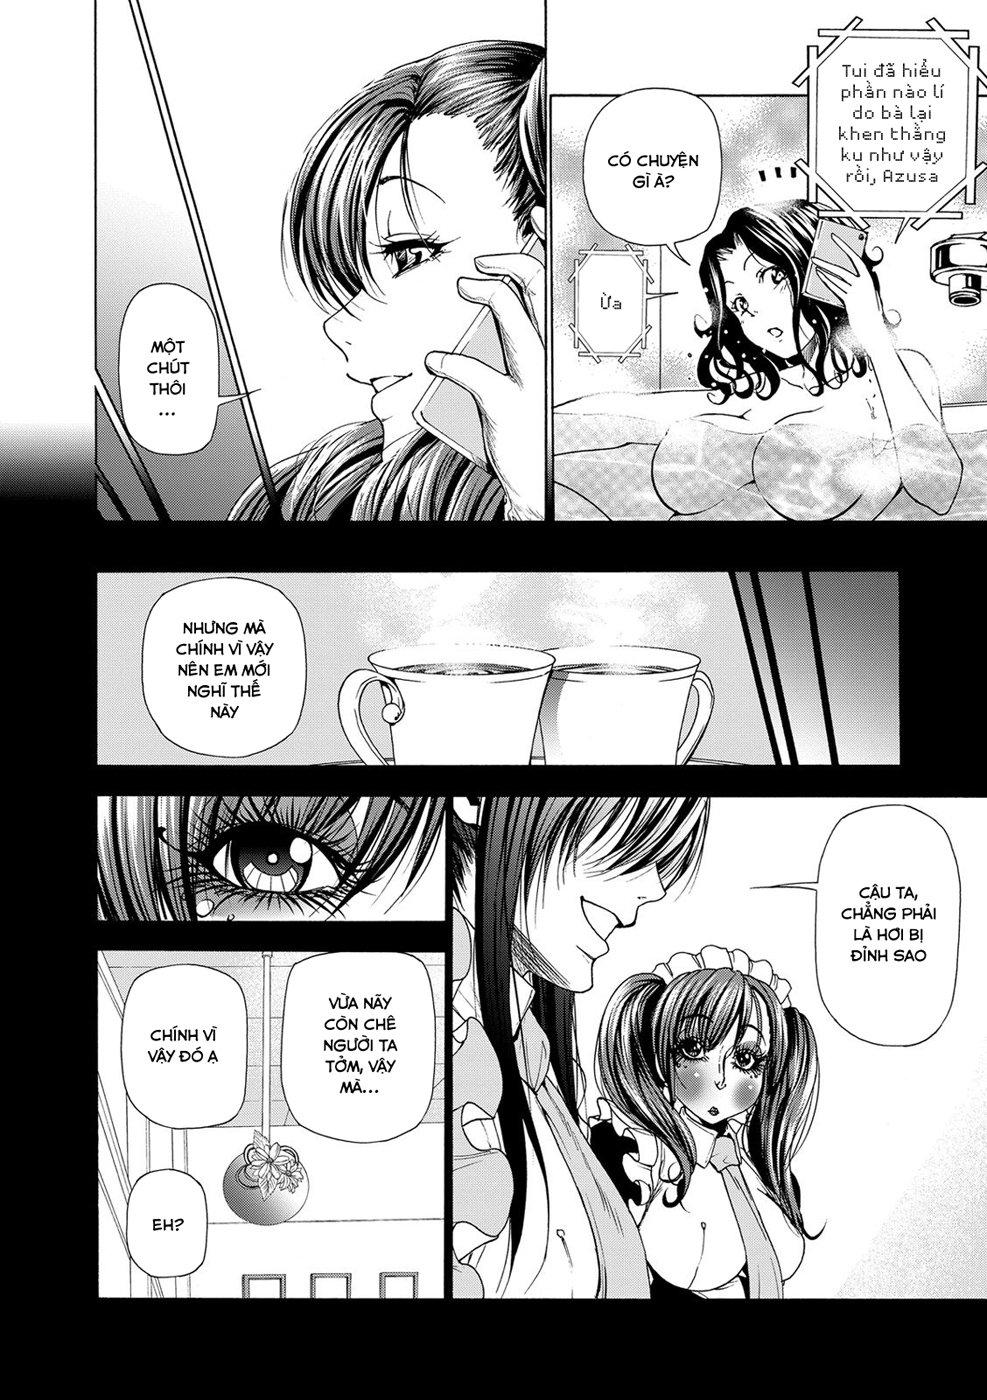 Tui đã hiểu
phần nào lí
do bà lại
khen thằng
ku như vậy
rồi, Azusa
CÓ CHUYỆN
GÌ À?
Ừa
MỘT
CHÚT
THÔI
...
NHƯNG MÀ
CHÍNH VÌ VẬY
NÊN EM MỚI
NGHĨ THẾ
NÀY
CẬU TA,
CHẲNG PHẢI
LÀ HƠI BỊ
ĐỈNH SAO
VỪA NÃY
CÒN CHÊ
NGƯỜI TA
TỞM, VẬY
MÀ...
CHÍNH VÌ
VẬY ĐÓ Ạ
EH?